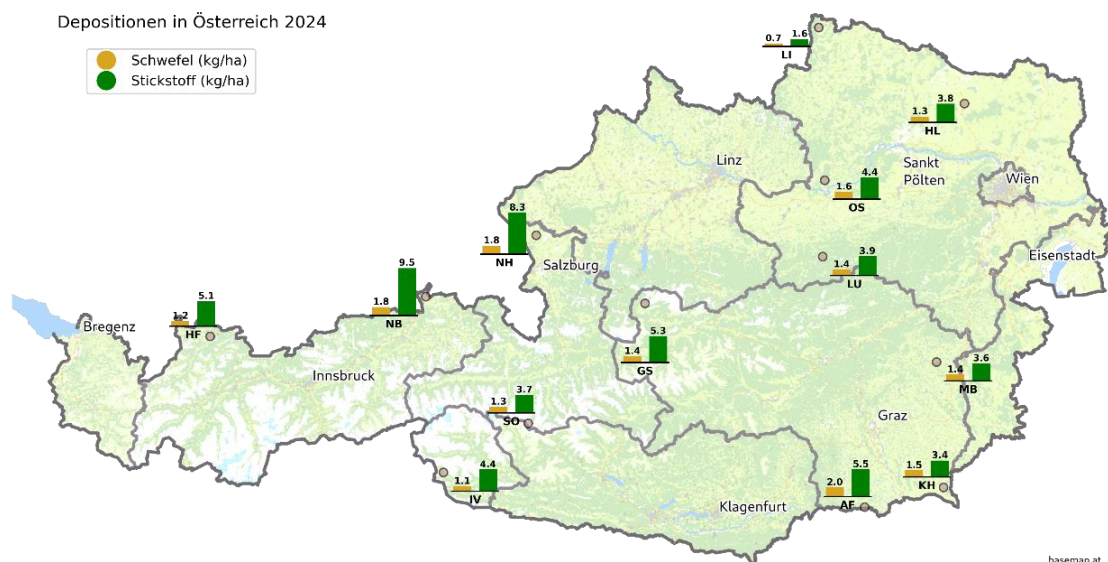 Depositionen in Österreich 2024
Schwefel (kg/ha)
Stickstoff (kg/ha)
0.7 1.6
LI
1.3 3.8
HL
Linz
Sankt
Pölten
Wien
1.6 4.4
OS
1.8 8.3
NH
Salzburg
1.4 3.9
LU
Eisenstadt
1.8 9.5
NB
1.2 5.1
HF
Bregenz
Innsbruck
1.4 5.3
GS
1.4 3.6
MB
1.3 3.7
SO
Graz
1.1 4.4
IV
Klagenfurt
2.0 5.5
AF
1.5 3.4
KH
basemap.at